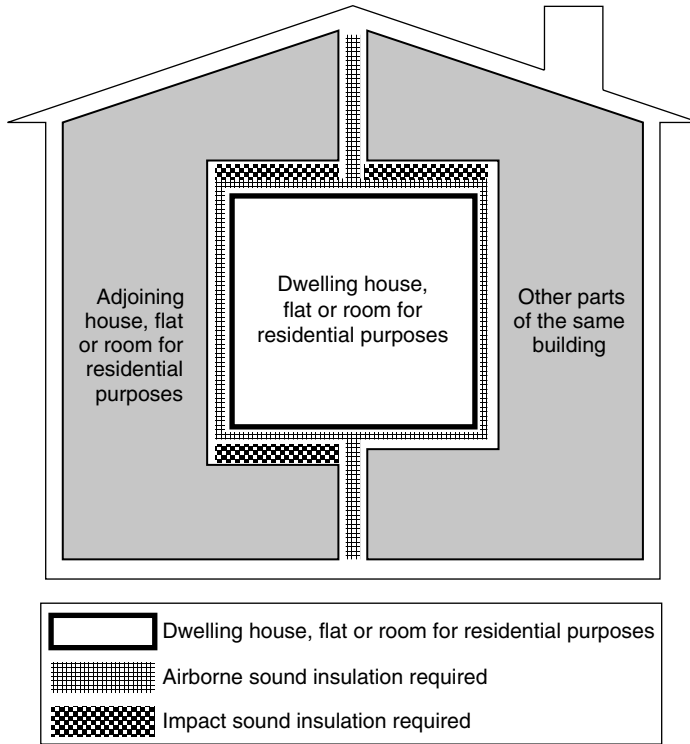 Adjoining
house, flat
or room for
residential
purposes
Dwelling house,
flat or room for
residential purposes
Other parts
of the same
building
Dwelling house, flat or room for residential purposes
Airborne sound insulation required
Impact sound insulation required